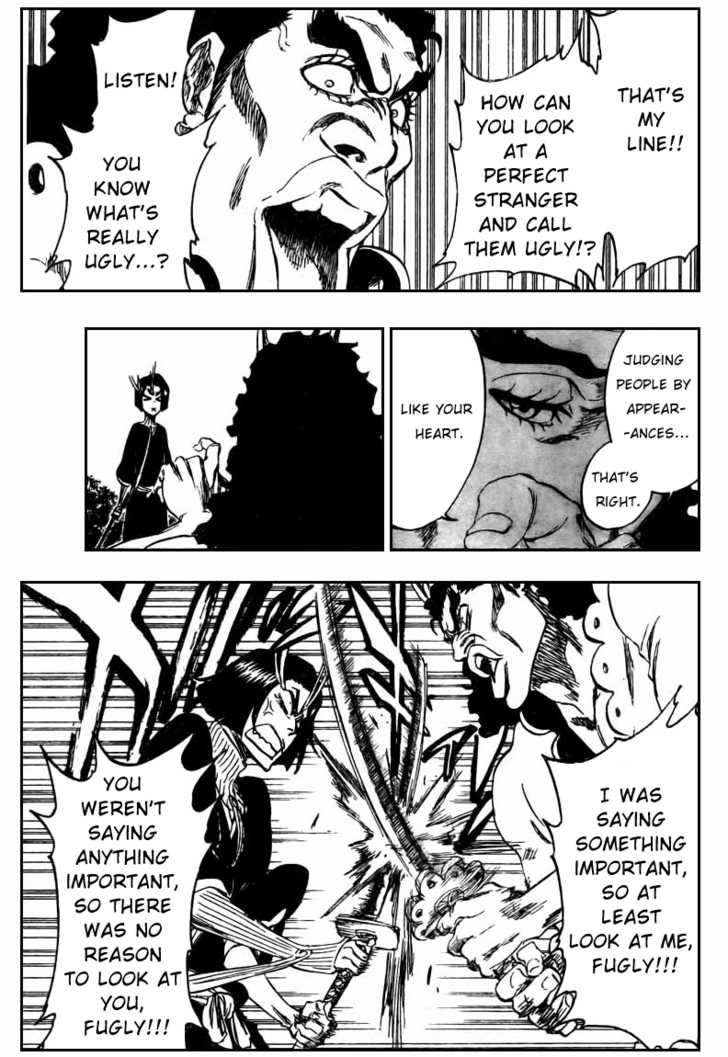 THAT'S
MY
LINE!!
HOW CAN
YOU LOOK
AT A
PERFECT
STRANGER
AND CALL
THEM UGLY!?
LISTEN!
YOU
KNOW
WHAT'S
REALLY
UGLY...?
JUDGING
PEOPLE BY
APPEAR-
-ANCES...
THAT'S
RIGHT.
LIKE YOUR
HEART.
I WAS
SAYING
SOMETHING
IMPORTANT,
SO AT
LEAST
LOOK AT ME,
FUGLY!!!
YOU
WEREN'T
SAYING
ANYTHING
IMPORTANT,
SO THERE
WAS NO
REASON
TO LOOK AT
YOU,
FUGLY!!!